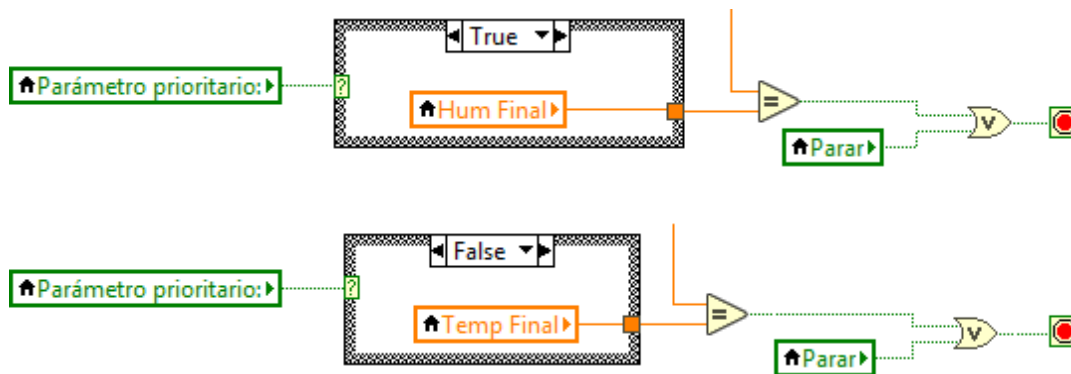 True
Parámetro prioritario:
?
Hum Final
=
Parar
V
False
Parámetro prioritario:
?
Temp Final
=
Parar
V